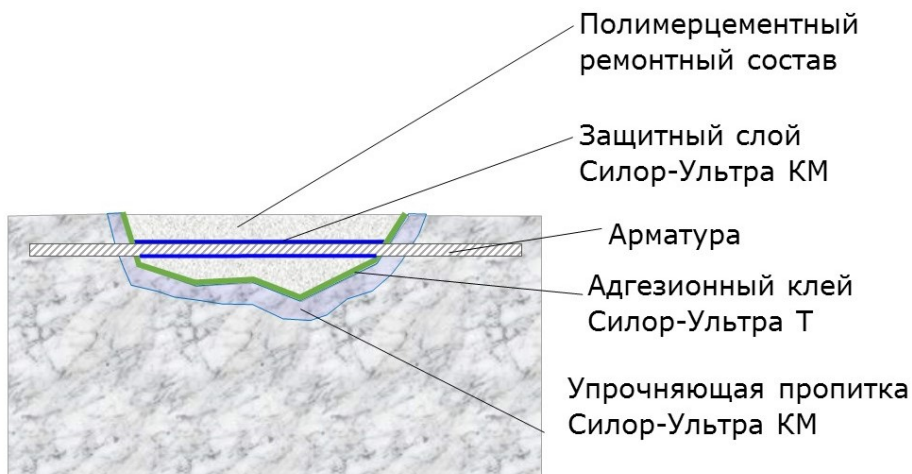 Полимерцементный
ремонтный состав
Защитный слой
Силор-Ультра КМ
Арматура
Адгезионный клей
Силор-Ультра Т
Упрочняющая пропитка
Силор-Ультра КМ